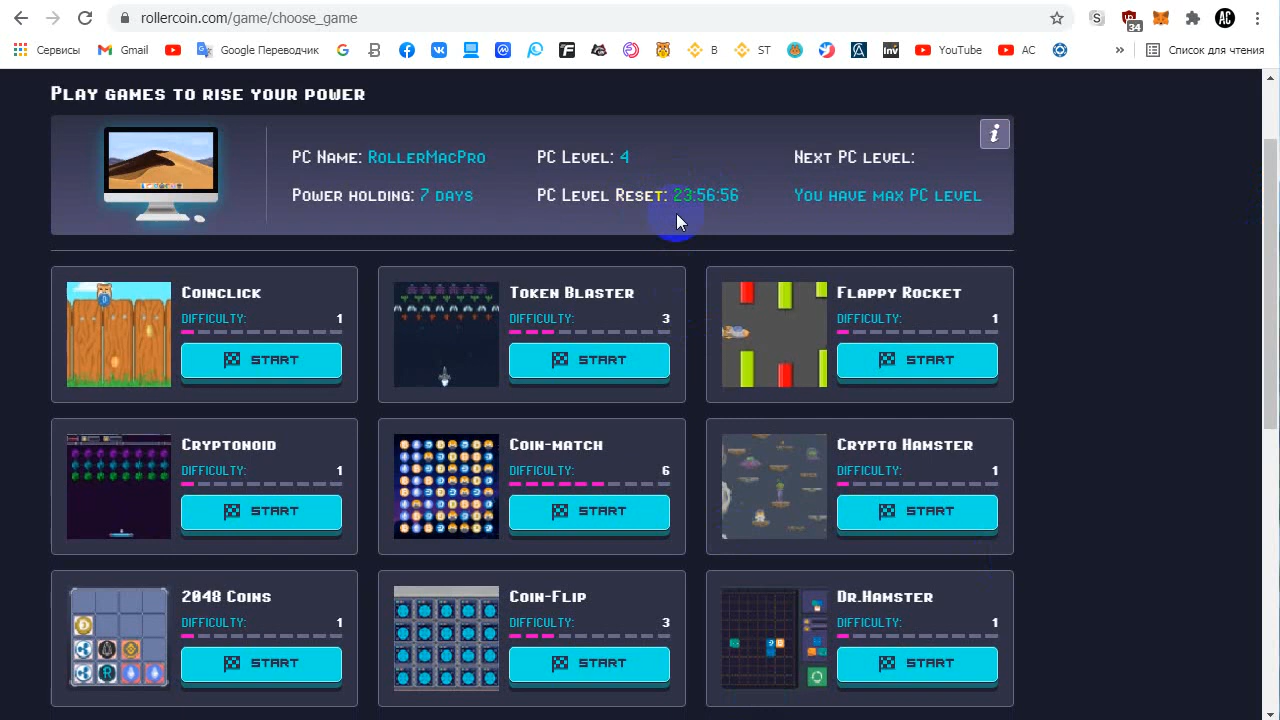 rollercoin.com/game/choose_game
S
34
AC
Сервисы
Gmail
Google Переводчик
B
ST
Inv
YouTube
AC
»
Список для чтения
Play games to rise your power
i
PC Name: RollerMacPro
PC Level: 4
Next PC level:
Power holding: 7 days
PC Level Reset: 23:56:56
You have max PC level
Coinclick
Difficulty: 1
START
Token Blaster
Difficulty: 3
START
Flappy Rocket
Difficulty: 1
START
Cryptonoid
Difficulty: 1
START
Coin-match
Difficulty: 6
START
Crypto Hamster
Difficulty: 1
START
2048 Coins
Difficulty: 1
START
Coin-Flip
Difficulty: 3
START
Dr.Hamster
Difficulty: 1
START